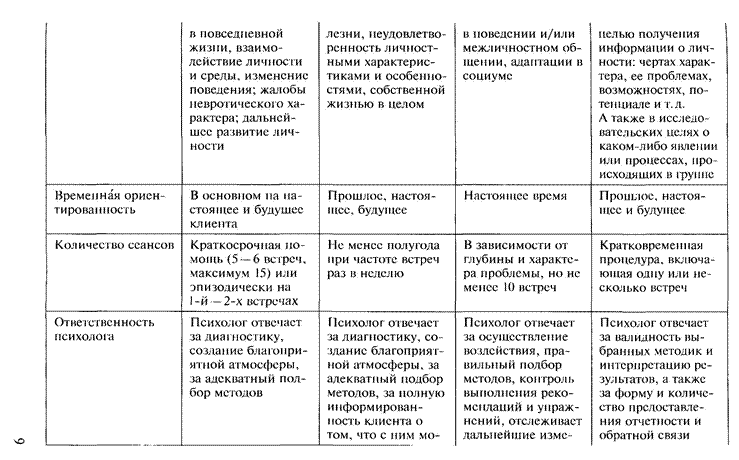 в повседневной
жизни, взаимо-
действие личности
и среды, изменение
поведения; жалобы
невротического ха-
рактера; дальней-
шее развитие лич-
ности
лезни, неудовлетво-
ренность личност-
ными характерис-
тиками и особенно-
стями, собственной
жизнью в целом
в поведении и/или
межличностном об-
щении, адаптации в
социуме
целью получения
информации о лич-
ности: чертах харак-
тера, ее проблемах,
возможностях, по-
тенциале и т. д.
А также в исследо-
вательских целях о
каком-либо явлении
или процессах, про-
исходящих в группе
Временна́я ориен-
тированность
В основном на на-
стоящее и будущее
клиента
Прошлое, настоя-
щее, будущее
Настоящее время
Прошлое, настоя-
щее и будущее
Количество сеансов
Краткосрочная по-
мощь (5—6 встреч,
максимум 15) или
эпизодически на
1-й—2-х встречах
Не менее полугода
при частоте встреч
раз в неделю
В зависимости от
глубины и характе-
ра проблемы, но не
менее 10 встреч
Кратковременная
процедура, включа-
ющая одну или не-
сколько встреч
Ответственность
психолога
Психолог отвечает
за диагностику,
создание благопри-
ятной атмосферы,
за адекватный под-
бор методов
Психолог отвечает
за диагностику, со-
здание благоприят-
ной атмосферы, за
адекватный подбор
методов, за полную
информирован-
ность клиента о
том, что с ним мо-
Психолог отвечает
за осуществление
воздействия, пра-
вильный подбор
методов, контроль
выполнения реко-
мендаций и упраж-
нений, отслеживает
дальнейшие изме-
Психолог отвечает
за валидность вы-
бранных методик и
интерпретацию ре-
зультатов, а также
за форму и количе-
ство предоставле-
ния отчетности и
обратной связи
9